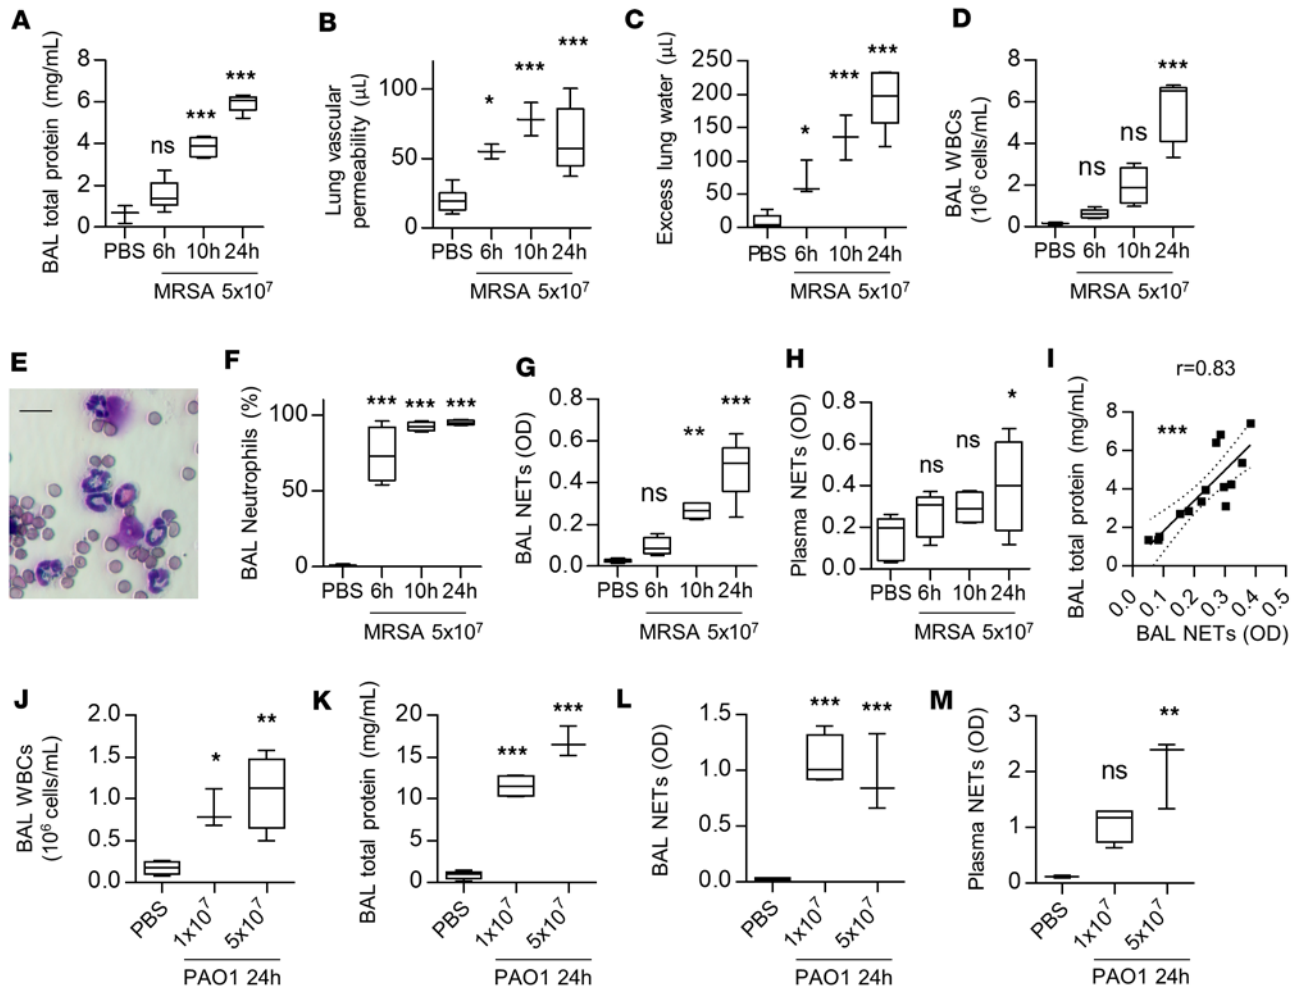 A
BAL total protein (mg/mL)
8
6
4
2
0
ns
***
***
PBS 6h 10h 24h
MRSA 5x10⁷
B
Lung vascular
permeability (µL)
100
50
0
*
***
***
PBS 6h 10h 24h
MRSA 5x10⁷
C
Excess lung water (µL)
250
200
150
100
50
0
*
***
***
PBS 6h 10h 24h
MRSA 5x10⁷
D
BAL WBCs
(10⁶ cells/mL)
8
6
4
2
0
ns
ns
***
PBS 6h 10h 24h
MRSA 5x10⁷
E
F
BAL Neutrophils (%)
100
50
0
***
***
***
PBS 6h 10h 24h
MRSA 5x10⁷
G
BAL NETs (OD)
0.8
0.6
0.4
0.2
0.0
ns
**
***
PBS 6h 10h 24h
MRSA 5x10⁷
H
Plasma NETs (OD)
0.8
0.6
0.4
0.2
0.0
ns
ns
*
PBS 6h 10h 24h
MRSA 5x10⁷
I
r=0.83
BAL total protein (mg/mL)
8
6
4
2
0
***
0.0 0.1 0.2 0.3 0.4 0.5
BAL NETs (OD)
J
BAL WBCs
(10⁶ cells/mL)
2.0
1.5
1.0
0.5
0.0
*
**
PBS 1x10⁷ 5x10⁷
PAO1 24h
K
BAL total protein (mg/mL)
20
15
10
5
0
***
***
PBS 1x10⁷ 5x10⁷
PAO1 24h
L
BAL NETs (OD)
1.5
1.0
0.5
0.0
***
***
PBS 1x10⁷ 5x10⁷
PAO1 24h
M
Plasma NETs (OD)
3
2
1
0
ns
**
PBS 1x10⁷ 5x10⁷
PAO1 24h